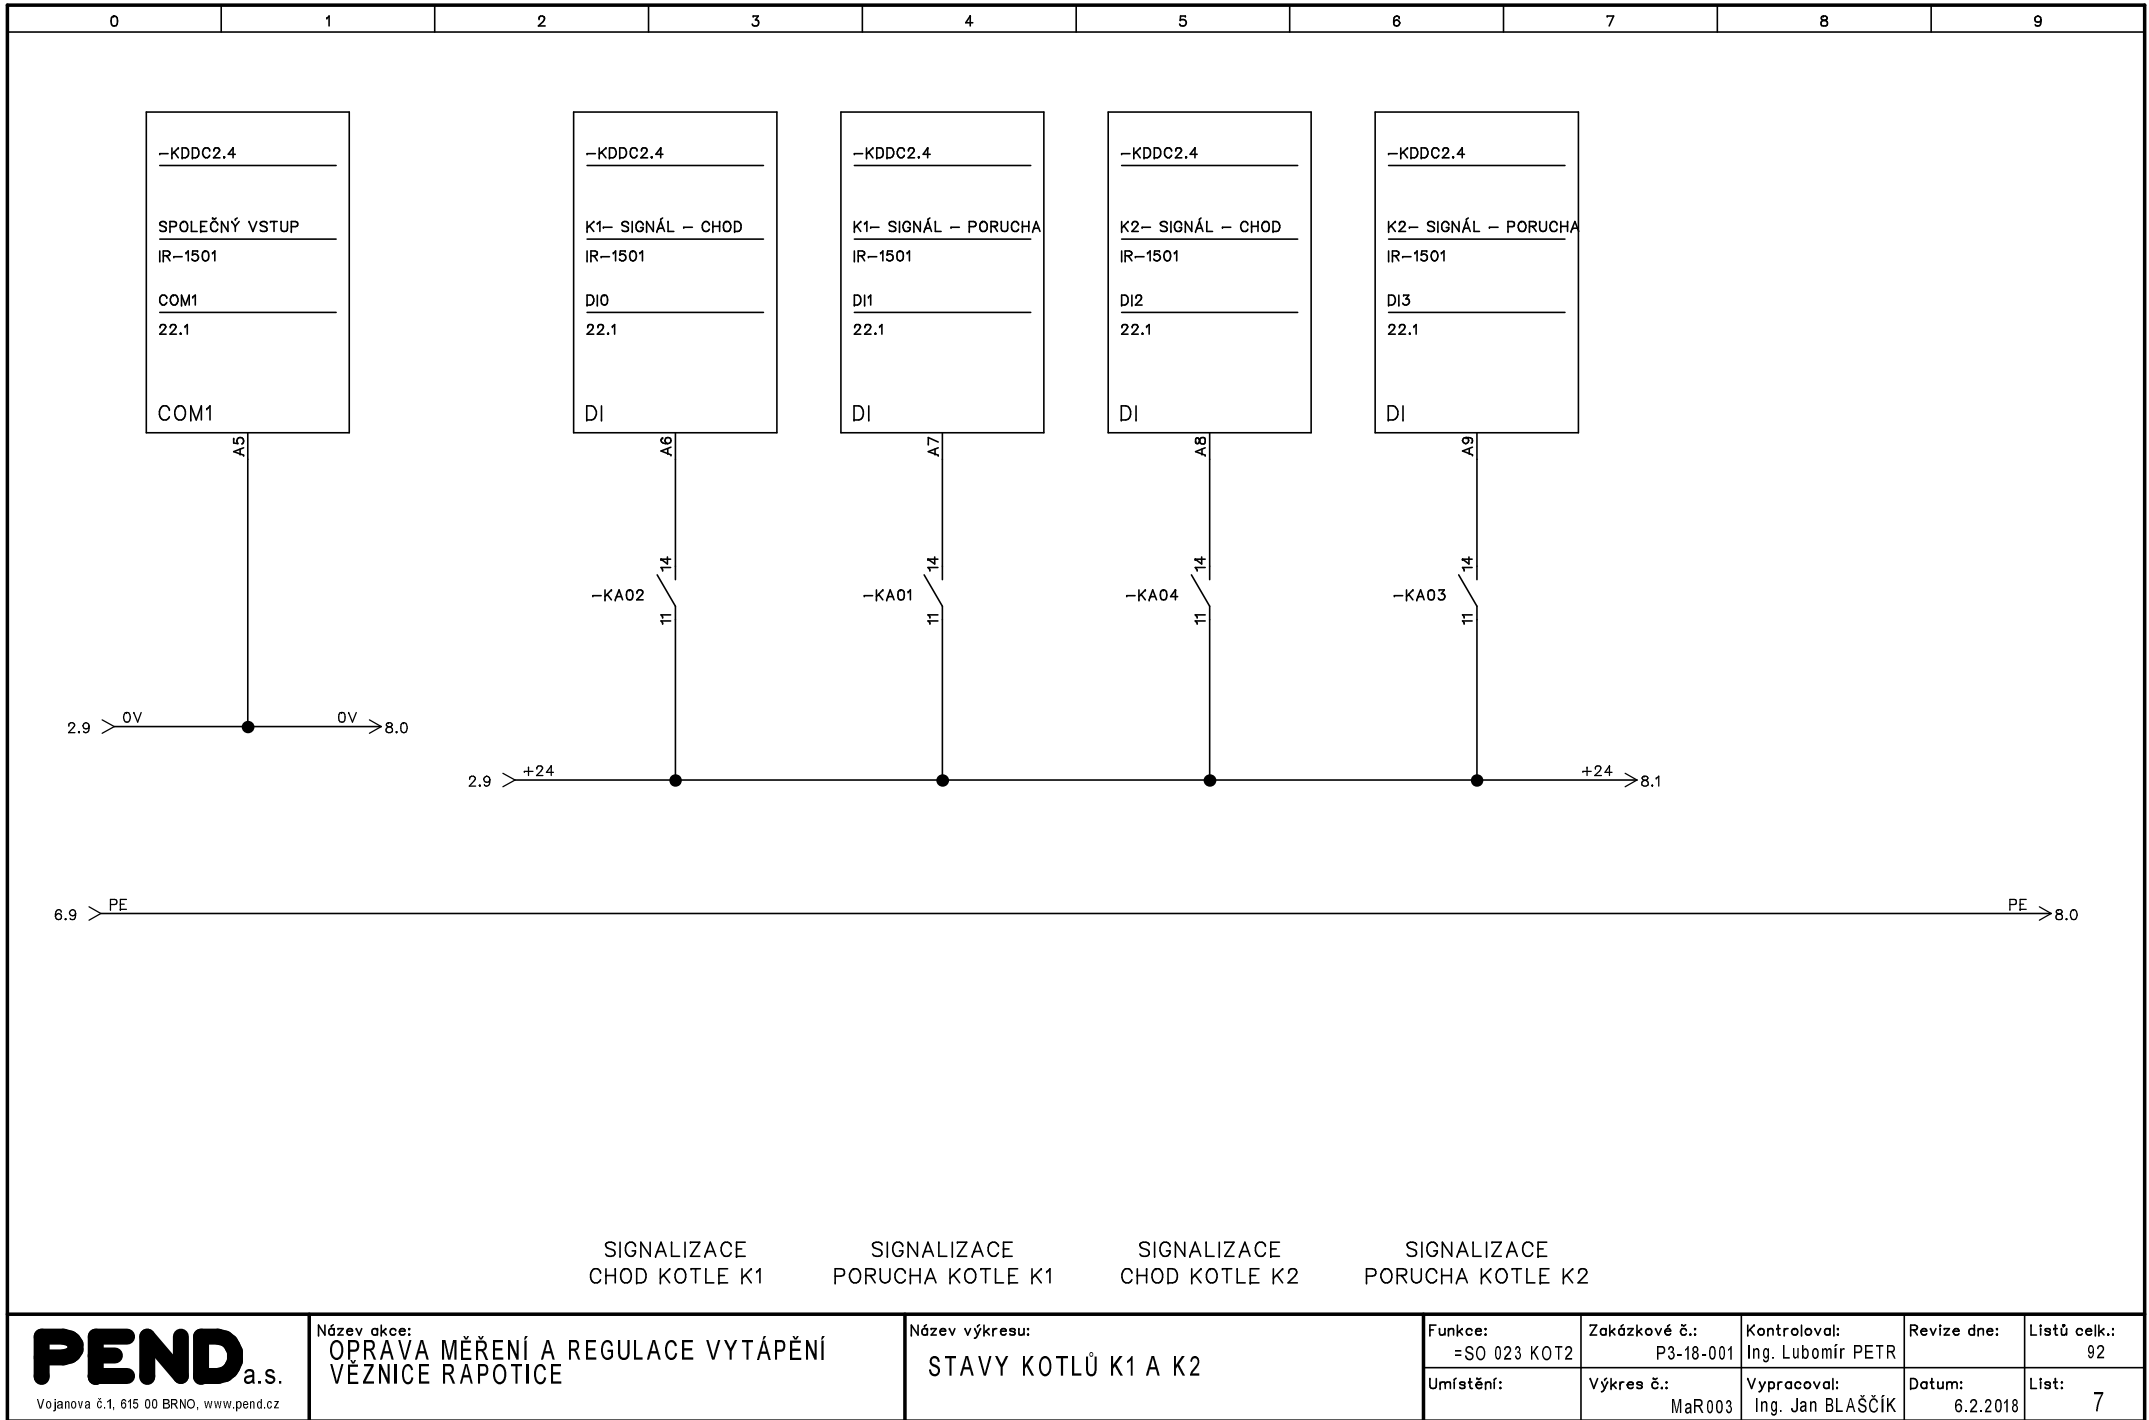 0 1 2 3 4 5 6 7 8 9
-KDDC2.4
SPOLEČNÝ VSTUP
IR-1501
COM1
22.1
COM1
A5
-KDDC2.4
K1- SIGNÁL - CHOD
IR-1501
DI0
22.1
DI
A6
-KDDC2.4
K1- SIGNÁL - PORUCHA
IR-1501
DI1
22.1
DI
A7
-KDDC2.4
K2- SIGNÁL - CHOD
IR-1501
DI2
22.1
DI
A8
-KDDC2.4
K2- SIGNÁL - PORUCHA
IR-1501
DI3
22.1
DI
A9
14
-KA02
11
14
-KA01
11
14
-KA04
11
14
-KA03
11
2.9 0V 0V 8.0
2.9 +24 +24 8.1
6.9 PE PE 8.0
SIGNALIZACE
CHOD KOTLE K1
SIGNALIZACE
PORUCHA KOTLE K1
SIGNALIZACE
CHOD KOTLE K2
SIGNALIZACE
PORUCHA KOTLE K2
PEND a.s.
Vojanova č.1, 615 00 BRNO, www.pend.cz
Název akce:
OPRAVA MĚŘENÍ A REGULACE VYTÁPĚNÍ
VĚZNICE RAPOTICE
Název výkresu:
STAVY KOTLŮ K1 A K2
Funkce:
=SO 023 KOT2
Umístění:
Zakázkové č.:
P3-18-001
Výkres č.:
MaR003
Kontroloval:
Ing. Lubomír PETR
Vypracoval:
Ing. Jan BLAŠČÍK
Revize dne:
Datum:
6.2.2018
Listů celk.:
92
List:
7